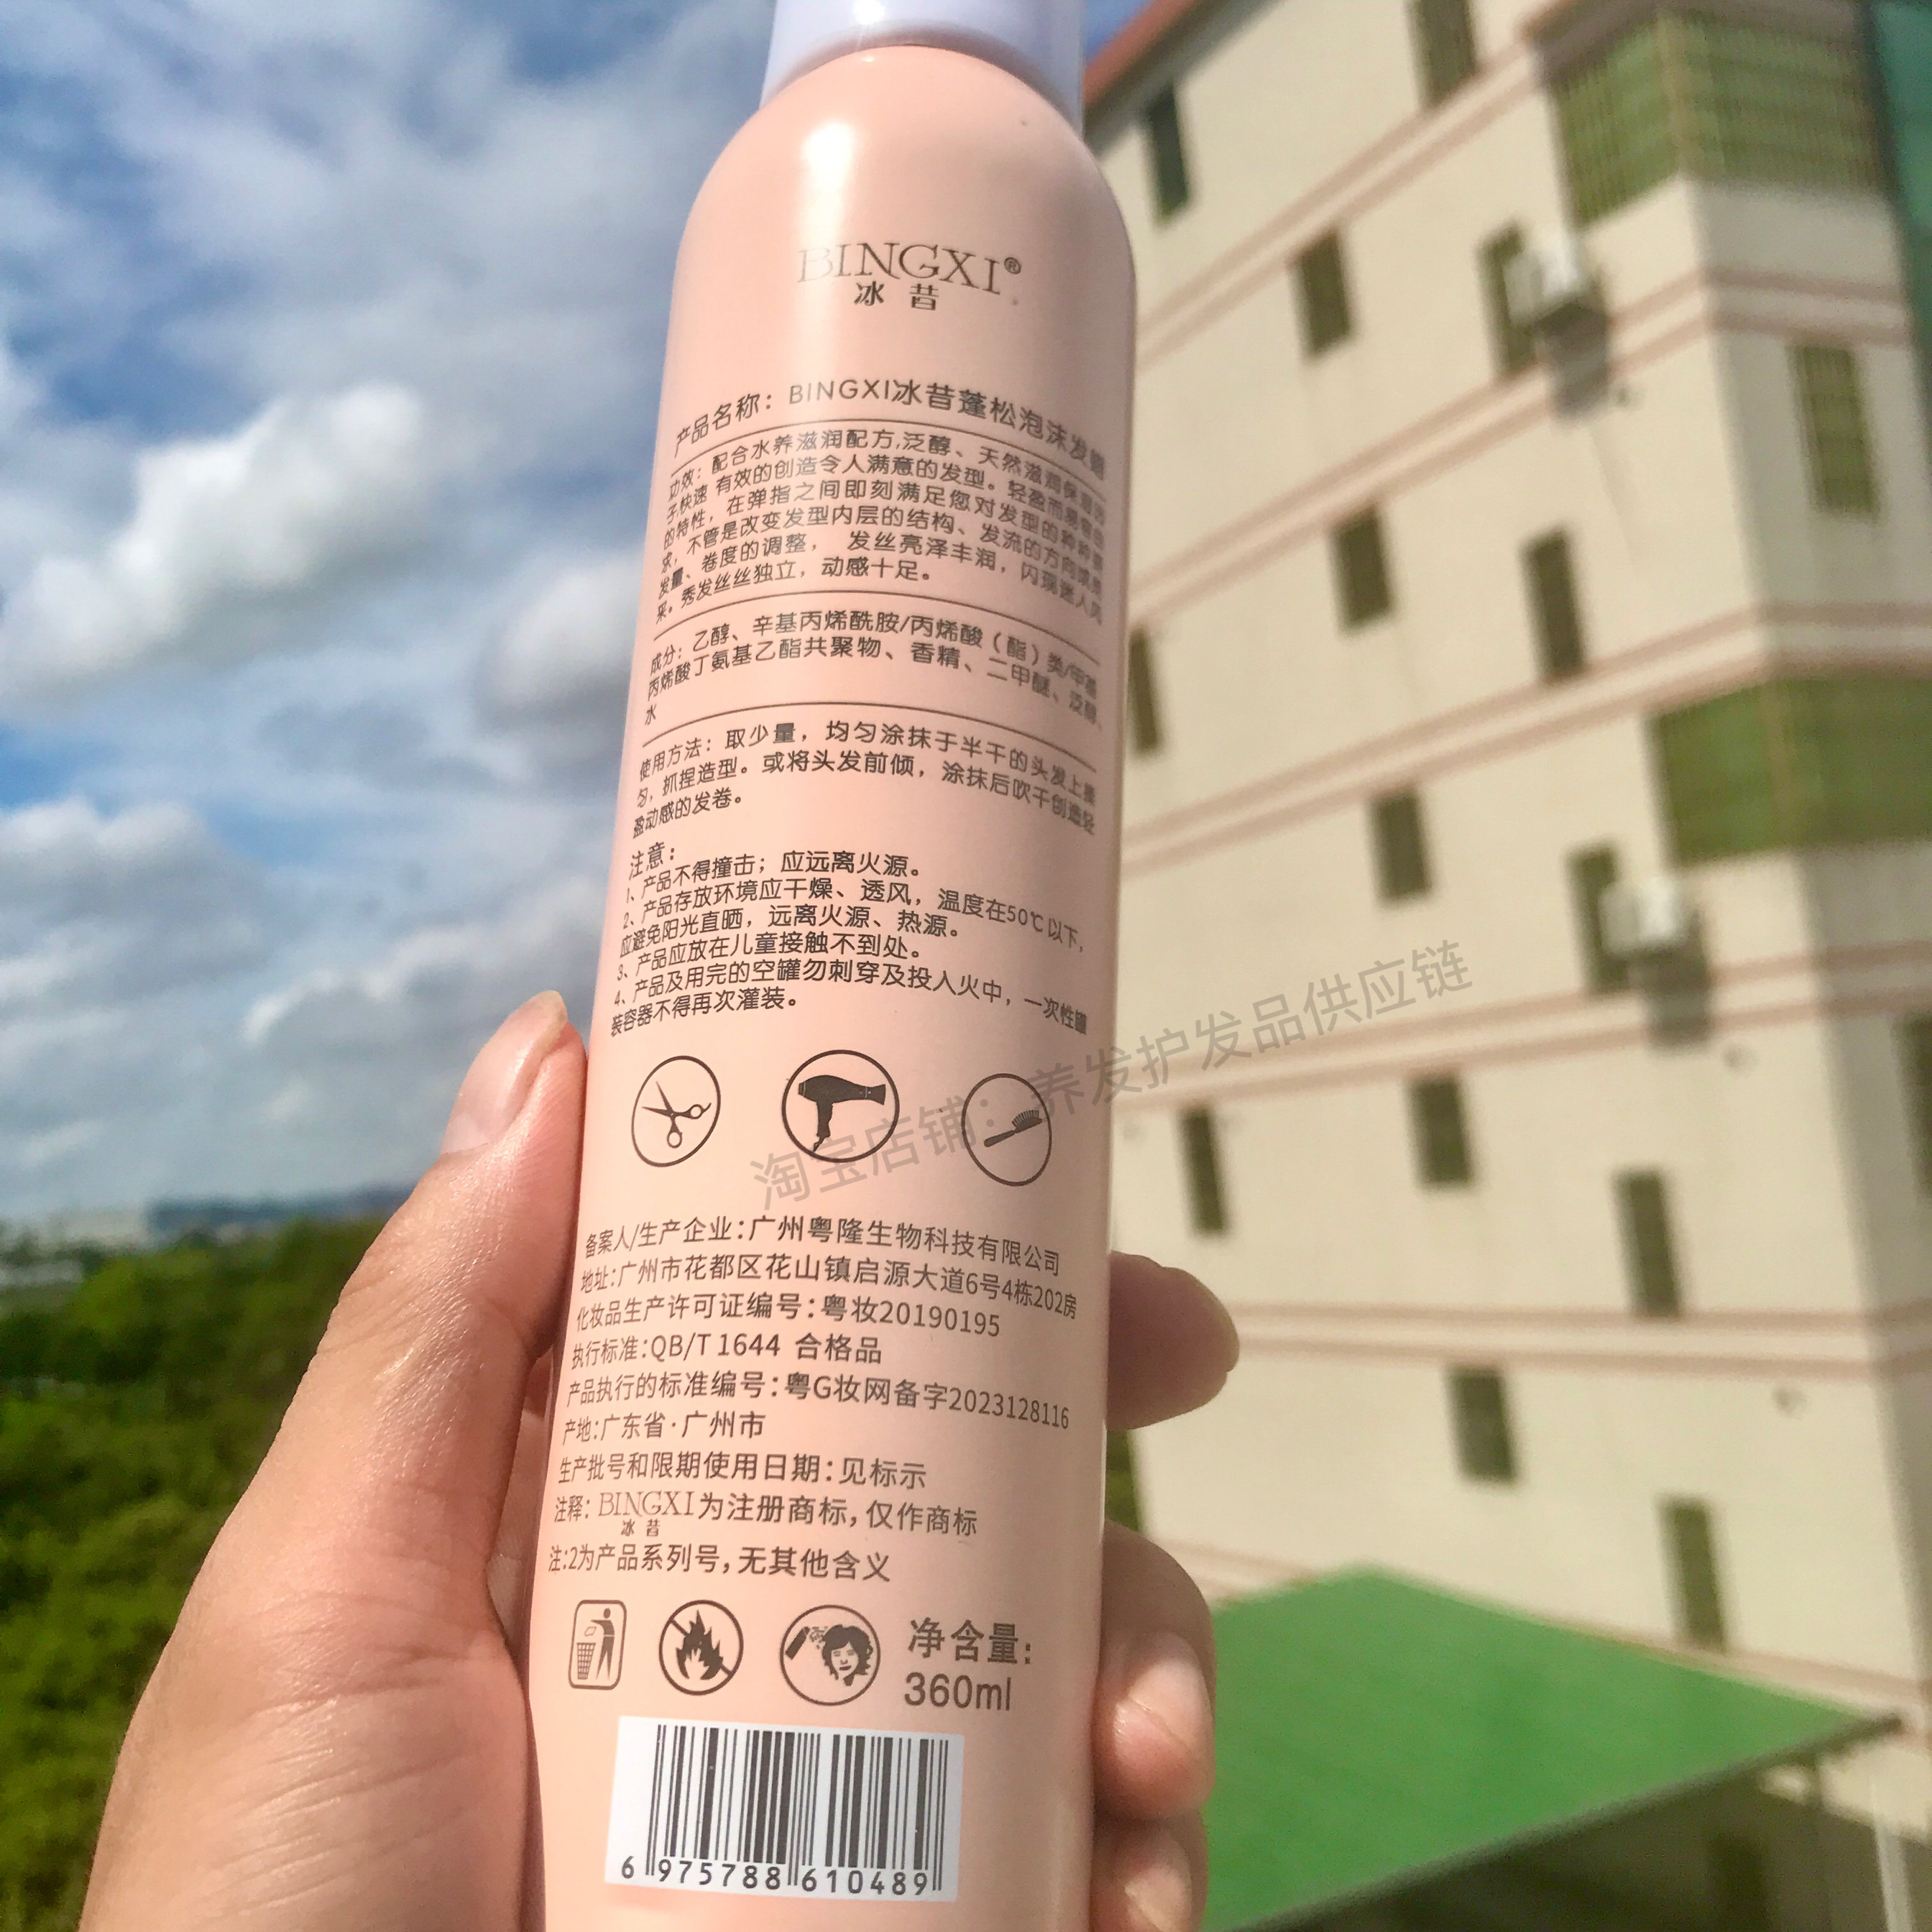 BINGXI®
冰昔
产品名称：BINGXI冰昔蓬松泡沫发
功效：配合水养滋润配方,泛醇、天然滋润保湿因
子快速 有效的创造令人满意的发型。轻盈而易
的特性，在弹指之间即刻满足您对发型的种种
求，不管是改变发型内层的结构、发流的方向或
发量、卷度的调整， 发丝亮泽丰润，闪现迷人风
采，秀发丝丝独立，动感十足。
成分：乙醇、辛基丙烯酰胺/丙烯酸（酯）类/甲基
丙烯酸丁氨基乙酯共聚物、香精、二甲醚、泛醇、
水
使用方法：取少量，均匀涂抹于半干的头发上揉
匀，抓捏造型。或将头发前倾，涂抹后吹干创造轻
盈动感的发卷。
注意：
1、产品不得撞击；应远离火源。
2、产品存放环境应干燥、透风，温度在50℃以下，
应避免阳光直晒，远离火源、热源。
3、产品应放在儿童接触不到处。
4、产品及用完的空罐勿刺穿及投入火中，一次性罐
装容器不得再次灌装。
淘宝店铺：养发护发品供应链
备案人/生产企业：广州粤隆生物科技有限公司
地址：广州市花都区花山镇启源大道6号4栋202房
化妆品生产许可证编号：粤妆20190195
执行标准：QB/T 1644 合格品
产品执行的标准编号：粤G妆网备字2023128116
产地：广东省·广州市
生产批号和限期使用日期：见标示
注释：BINGXI冰昔为注册商标，仅作商标
注：2为产品系列号，无其他含义
净含量：
360ml
6 975788 610489